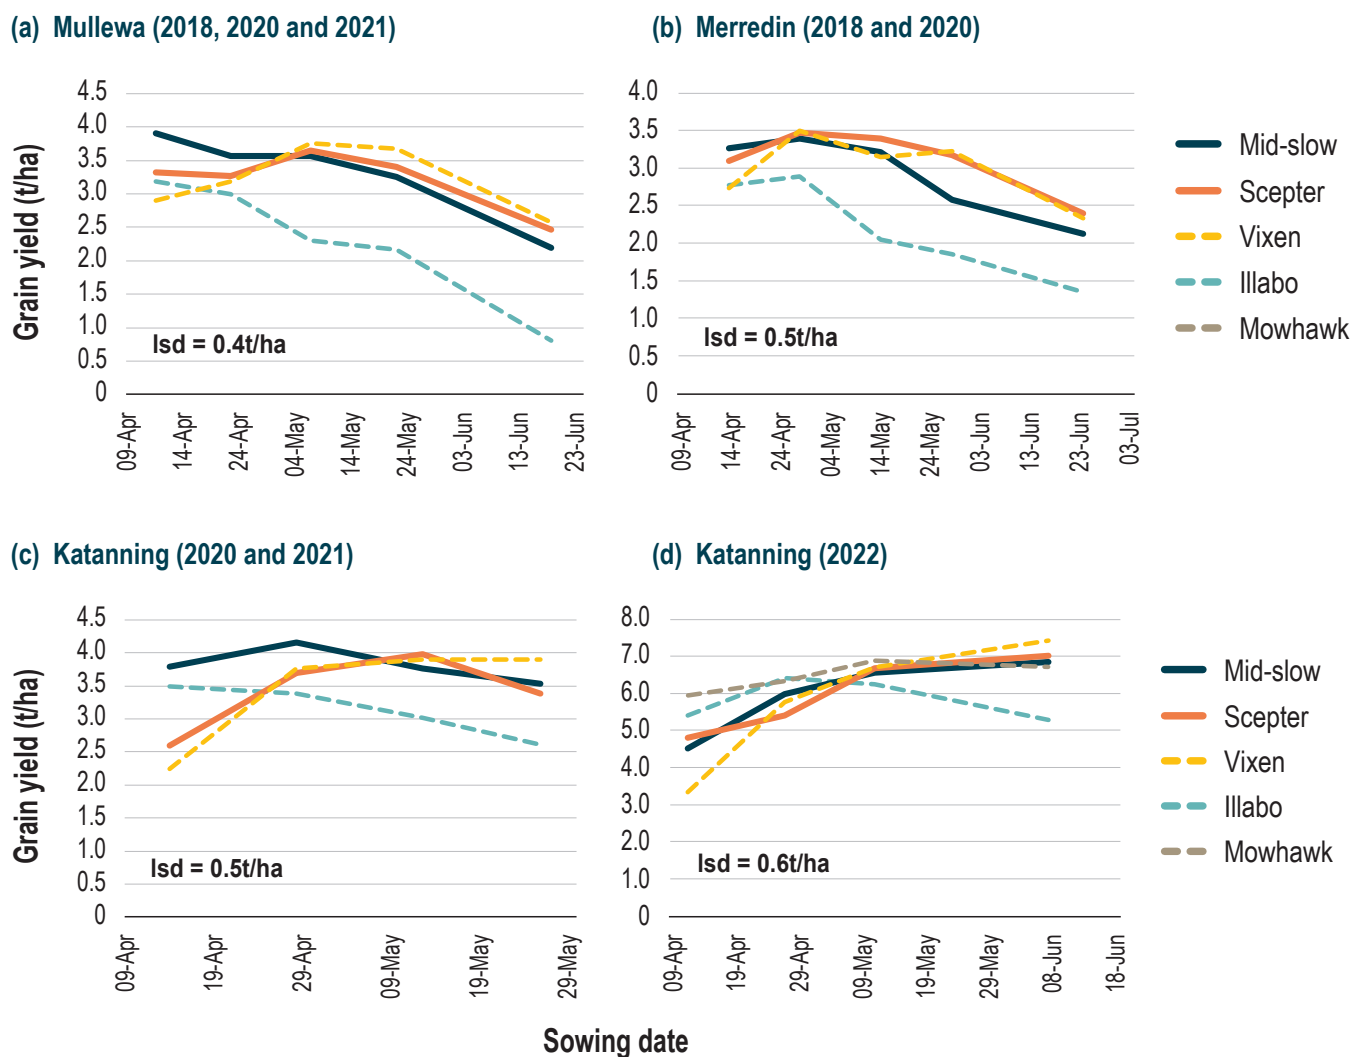 (a) Mullewa (2018, 2020 and 2021)
(b) Merredin (2018 and 2020)
Grain yield (t/ha)
4.5
4.0
3.5
3.0
2.5
2.0
1.5
1.0
0.5
0
lsd = 0.4t/ha
09-Apr
14-Apr
24-Apr
04-May
14-May
24-May
03-Jun
13-Jun
23-Jun
4.0
3.5
3.0
2.5
2.0
1.5
1.0
0.5
0
lsd = 0.5t/ha
09-Apr
14-Apr
24-Apr
04-May
14-May
24-May
03-Jun
13-Jun
23-Jun
03-Jul
Mid-slow
Scepter
Vixen
Illabo
Mowhawk
(c) Katanning (2020 and 2021)
(d) Katanning (2022)
Grain yield (t/ha)
4.5
4.0
3.5
3.0
2.5
2.0
1.5
1.0
0.5
0
lsd = 0.5t/ha
09-Apr
19-Apr
29-Apr
09-May
19-May
29-May
8.0
7.0
6.0
5.0
4.0
3.0
2.0
1.0
0
lsd = 0.6t/ha
09-Apr
19-Apr
29-Apr
09-May
19-May
29-May
08-Jun
18-Jun
Mid-slow
Scepter
Vixen
Illabo
Mowhawk
Sowing date